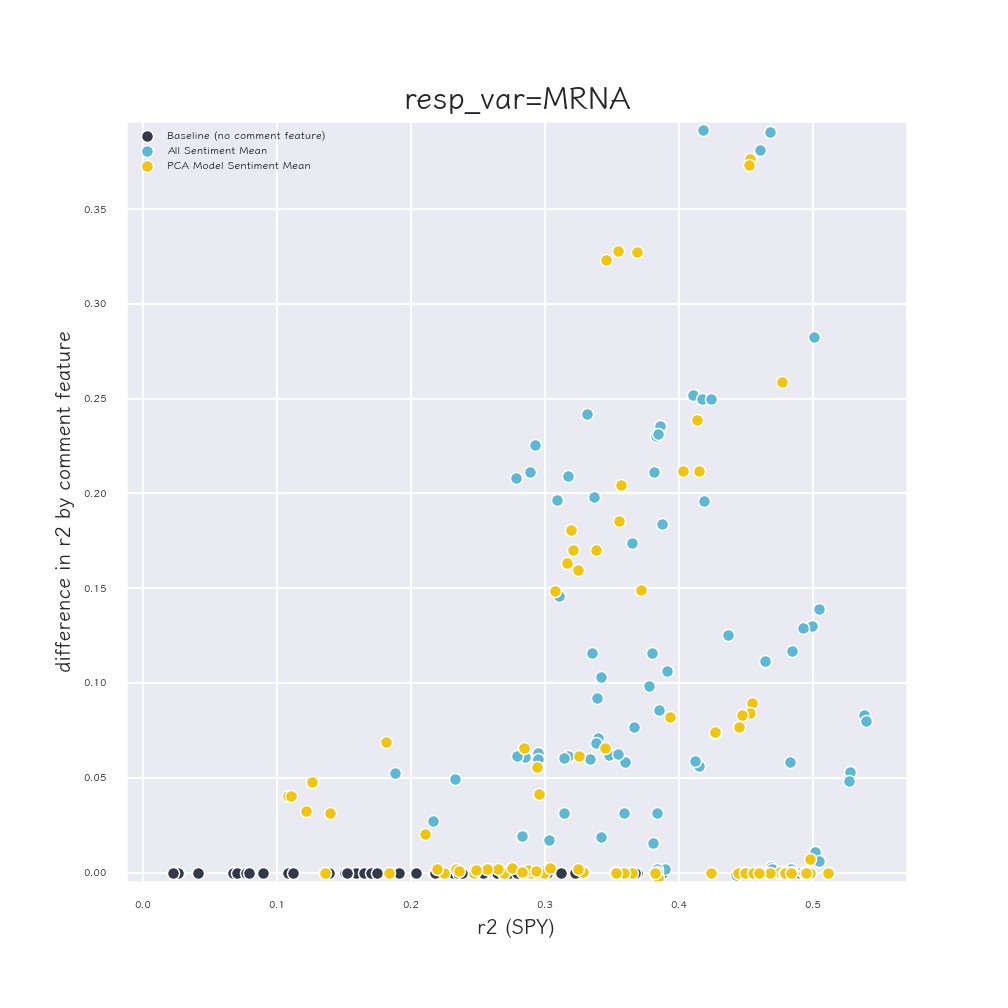 resp_var=MRNA
Baseline (no comment feature)
All Sentiment Mean
PCA Model Sentiment Mean
difference in r2 by comment feature
0.35
0.30
0.25
0.20
0.15
0.10
0.05
0.00
0.0 0.1 0.2 0.3 0.4 0.5
r2 (SPY)